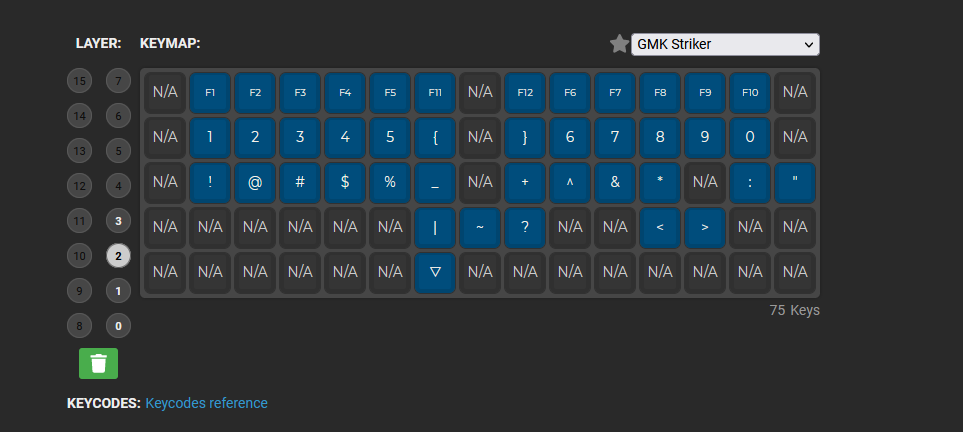 LAYER: KEYMAP: GMK Striker
15 7 N/A F1 F2 F3 F4 F5 F11 N/A F12 F6 F7 F8 F9 F10 N/A
14 6 N/A 1 2 3 4 5 { N/A } 6 7 8 9 0 N/A
13 5 N/A ! @ # $ % _ N/A + ^ & * N/A : "
12 4
11 3 N/A N/A N/A N/A N/A N/A | ~ ? N/A N/A < > N/A N/A
10 2 N/A N/A N/A N/A N/A N/A ▽ N/A N/A N/A N/A N/A N/A N/A N/A
9 1
75 Keys
8 0
KEYCODES: Keycodes reference